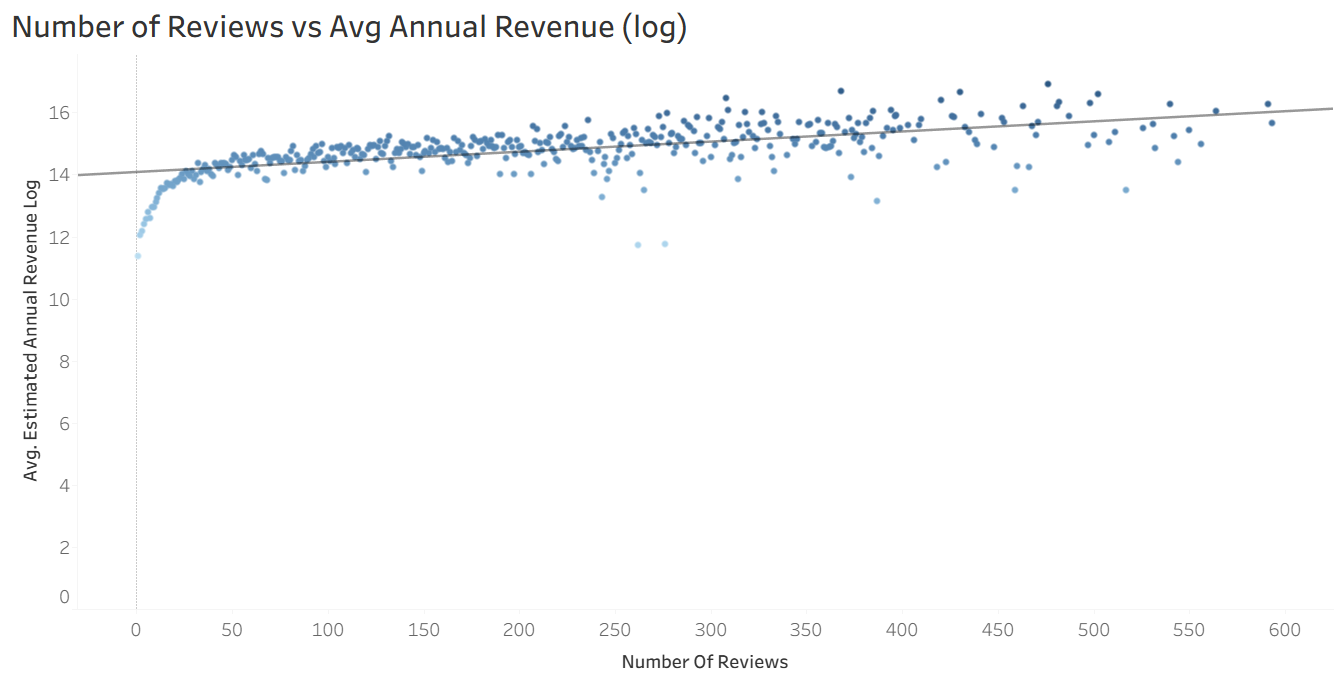 Number of Reviews vs Avg Annual Revenue (log)
Avg. Estimated Annual Revenue Log
16
14
12
10
8
6
4
2
0
0 50 100 150 200 250 300 350 400 450 500 550 600
Number Of Reviews